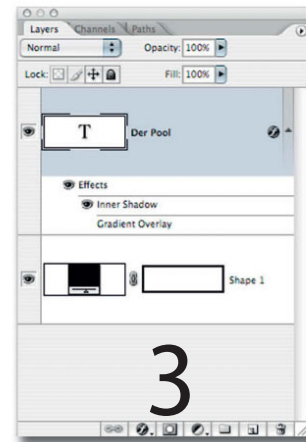 Layers Channels Paths
Normal Opacity: 100%
Lock: Fill: 100%
T Der Pool
Effects
Inner Shadow
Gradient Overlay
Shape 1
3